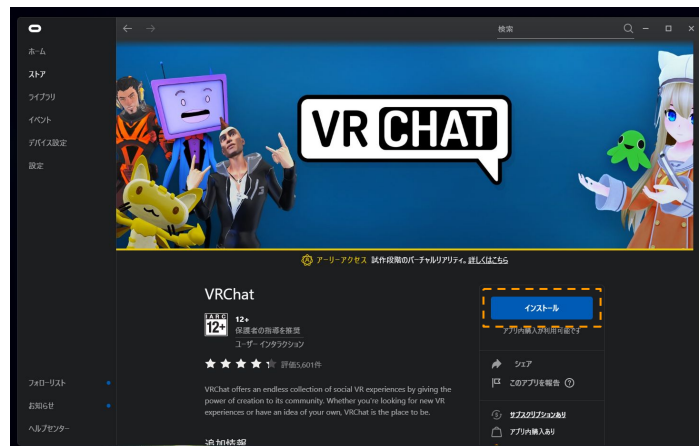 検索
ホーム
ストア
ライブラリ
イベント
デバイス設定
設定
VR CHAT
アーリーアクセス 試作段階のバーチャルリアリティ。詳しくはこちら
VRChat
IARC
12+
12+
保護者の指導を推奨
ユーザー インタラクション
評価5,601件
VRChat offers an endless collection of social VR experiences by giving the
power of creation to its community. Whether you're looking for new VR
experiences or have an idea of your own, VRChat is the place to be.
追加情報
インストール
アプリ内購入が利用可能です
シェア
このアプリを報告
サブスクリプションあり
アプリ内購入あり
フォローリスト
お知らせ
ヘルプセンター